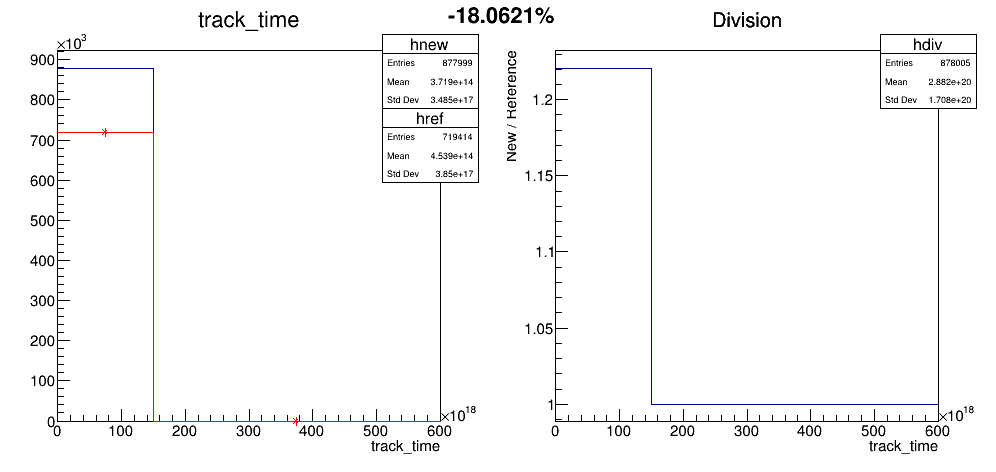 -18.0621%
track_time
×10³
900
800
700
600
500
400
300
200
100
0
0 100 200 300 400 500 600
×10¹⁸
track_time
hnew
Entries 877999
Mean 3.719e+14
Std Dev 3.485e+17
href
Entries 719414
Mean 4.539e+14
Std Dev 3.85e+17
Division
New / Reference
1.2
1.15
1.1
1.05
1
0 100 200 300 400 500 600
×10¹⁸
track_time
hdiv
Entries 878005
Mean 2.882e+20
Std Dev 1.708e+20